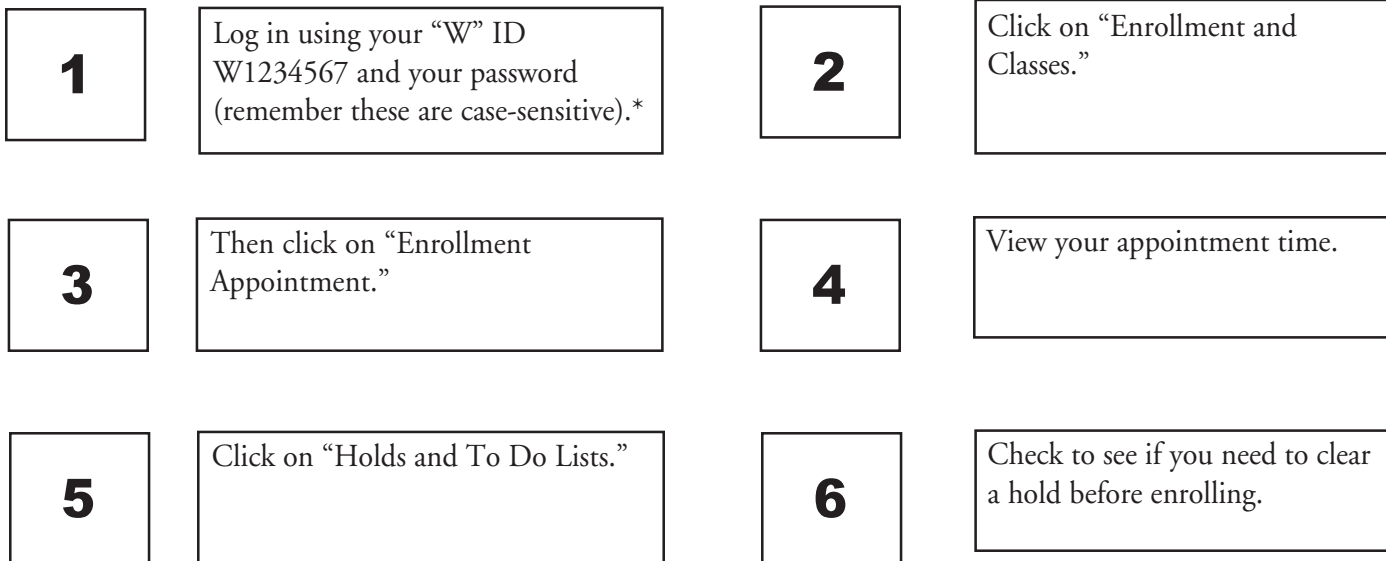 1
Log in using your “W” ID
W1234567 and your password
(remember these are case-sensitive).*
2
Click on “Enrollment and
Classes.”
3
Then click on “Enrollment
Appointment.”
4
View your appointment time.
5
Click on “Holds and To Do Lists.”
6
Check to see if you need to clear
a hold before enrolling.